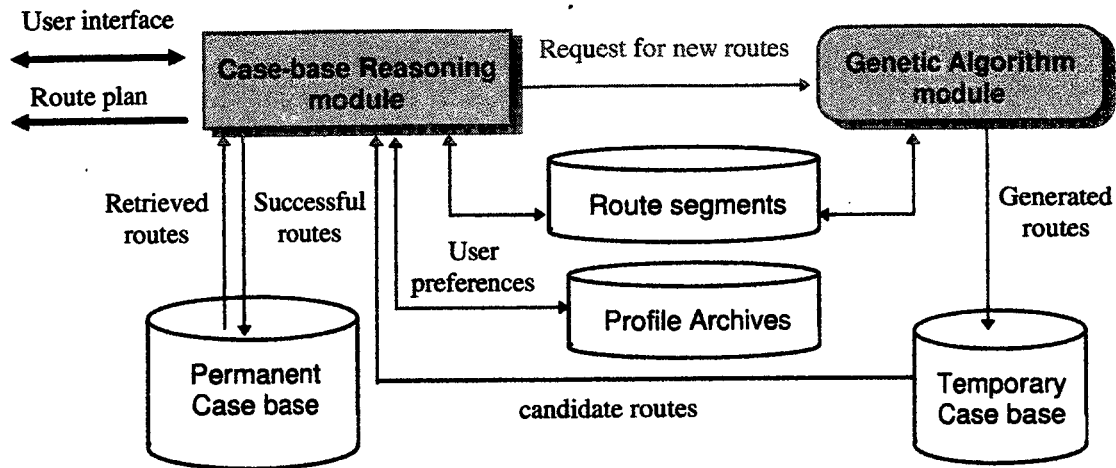 User interface
Route plan
Case-base Reasoning
module
Request for new routes
Genetic Algorithm
module
Retrieved
routes
Successful
routes
Route segments
Generated
routes
User
preferences
Profile Archives
Permanent
Case base
candidate routes
Temporary
Case base